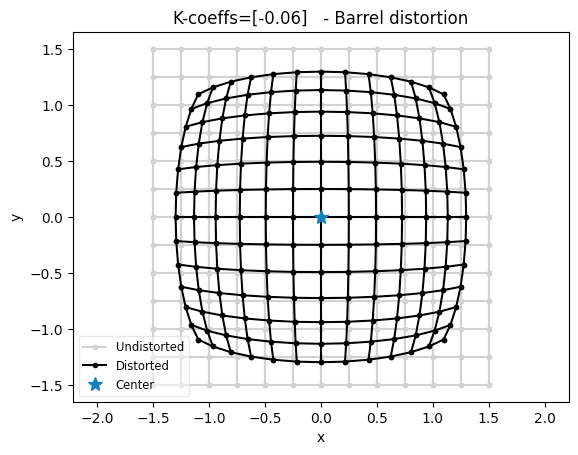 K-coeffs=[-0.06]   - Barrel distortion
1.5
1.0
0.5
y
0.0
−0.5
−1.0
−1.5
Undistorted
Distorted
Center
−2.0 −1.5 −1.0 −0.5 0.0 0.5 1.0 1.5 2.0
x